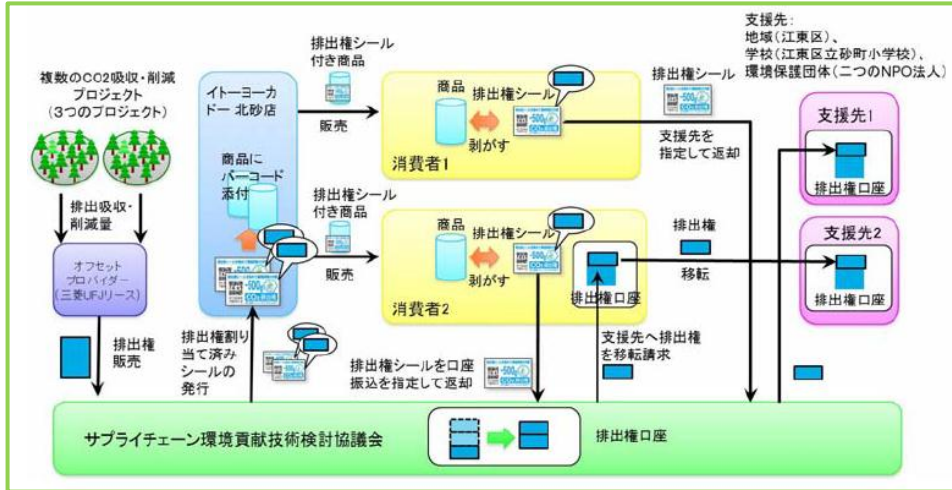 複数のCO2吸収・削減
プロジェクト
(3つのプロジェクト)
排出吸収・
削減量
オフセット
プロバイダー
(三菱UFJリース)
排出権
販売
イトーヨーカ
ドー 北砂店
商品に
バーコード
添付
排出権割り
当て済み
シールの
発行
排出権シール
付き商品
販売
排出権シール
付き商品
販売
商品
排出権シール
-500g
剥がす
消費者1
商品
排出権シール
-500g
剥がす
消費者2
排出権口座
排出権シール
-500g
支援先を
指定して返却
排出権
移転
排出権シールを口座
振込を指定して返却
支援先へ排出権
を移転請求
支援先:
地域(江東区)、
学校(江東区立砂町小学校)、
環境保護団体(二つのNPO法人)
支援先1
排出権口座
支援先2
排出権口座
サプライチェーン環境貢献技術検討協議会
排出権口座